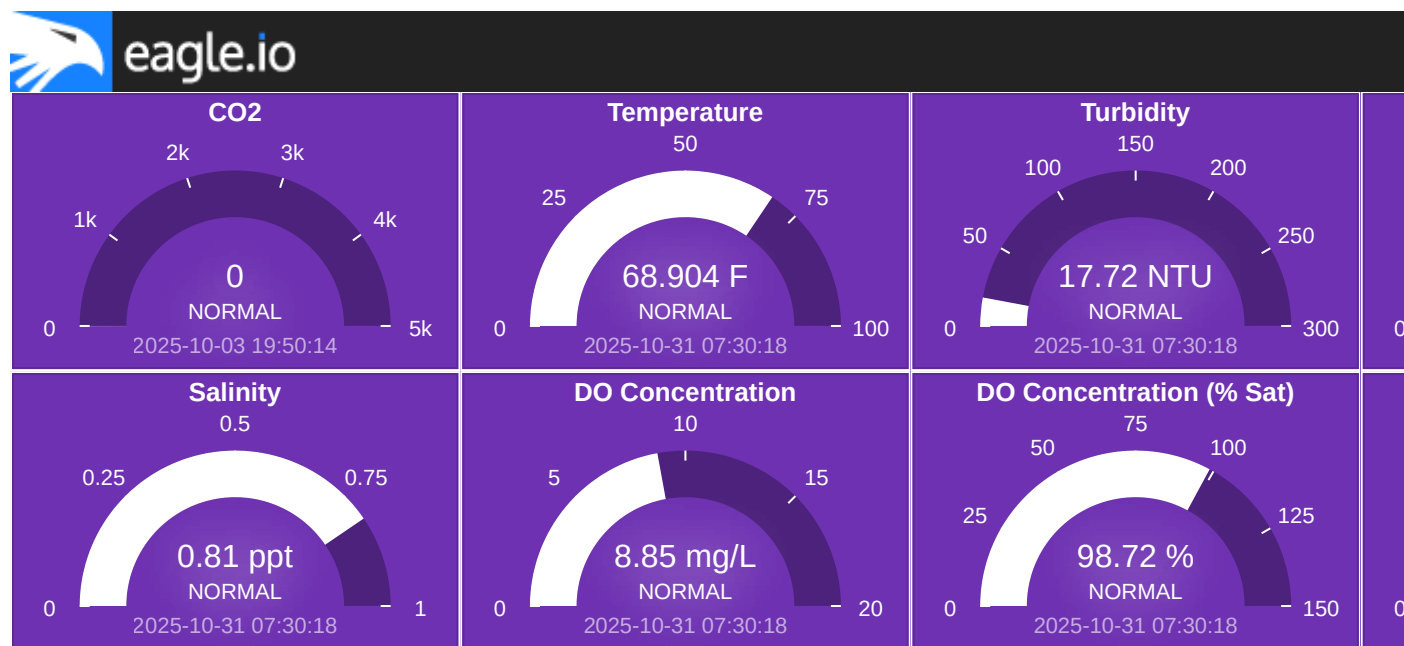 eagle.io
CO2
0
1k
2k
3k
4k
5k
0
NORMAL
2025-10-03 19:50:14
Temperature
0
25
50
75
100
68.904 F
NORMAL
2025-10-31 07:30:18
Turbidity
0
50
100
150
200
250
300
17.72 NTU
NORMAL
2025-10-31 07:30:18
0
Salinity
0
0.25
0.5
0.75
1
0.81 ppt
NORMAL
2025-10-31 07:30:18
DO Concentration
0
5
10
15
20
8.85 mg/L
NORMAL
2025-10-31 07:30:18
DO Concentration (% Sat)
0
25
50
75
100
125
150
98.72 %
NORMAL
2025-10-31 07:30:18
0